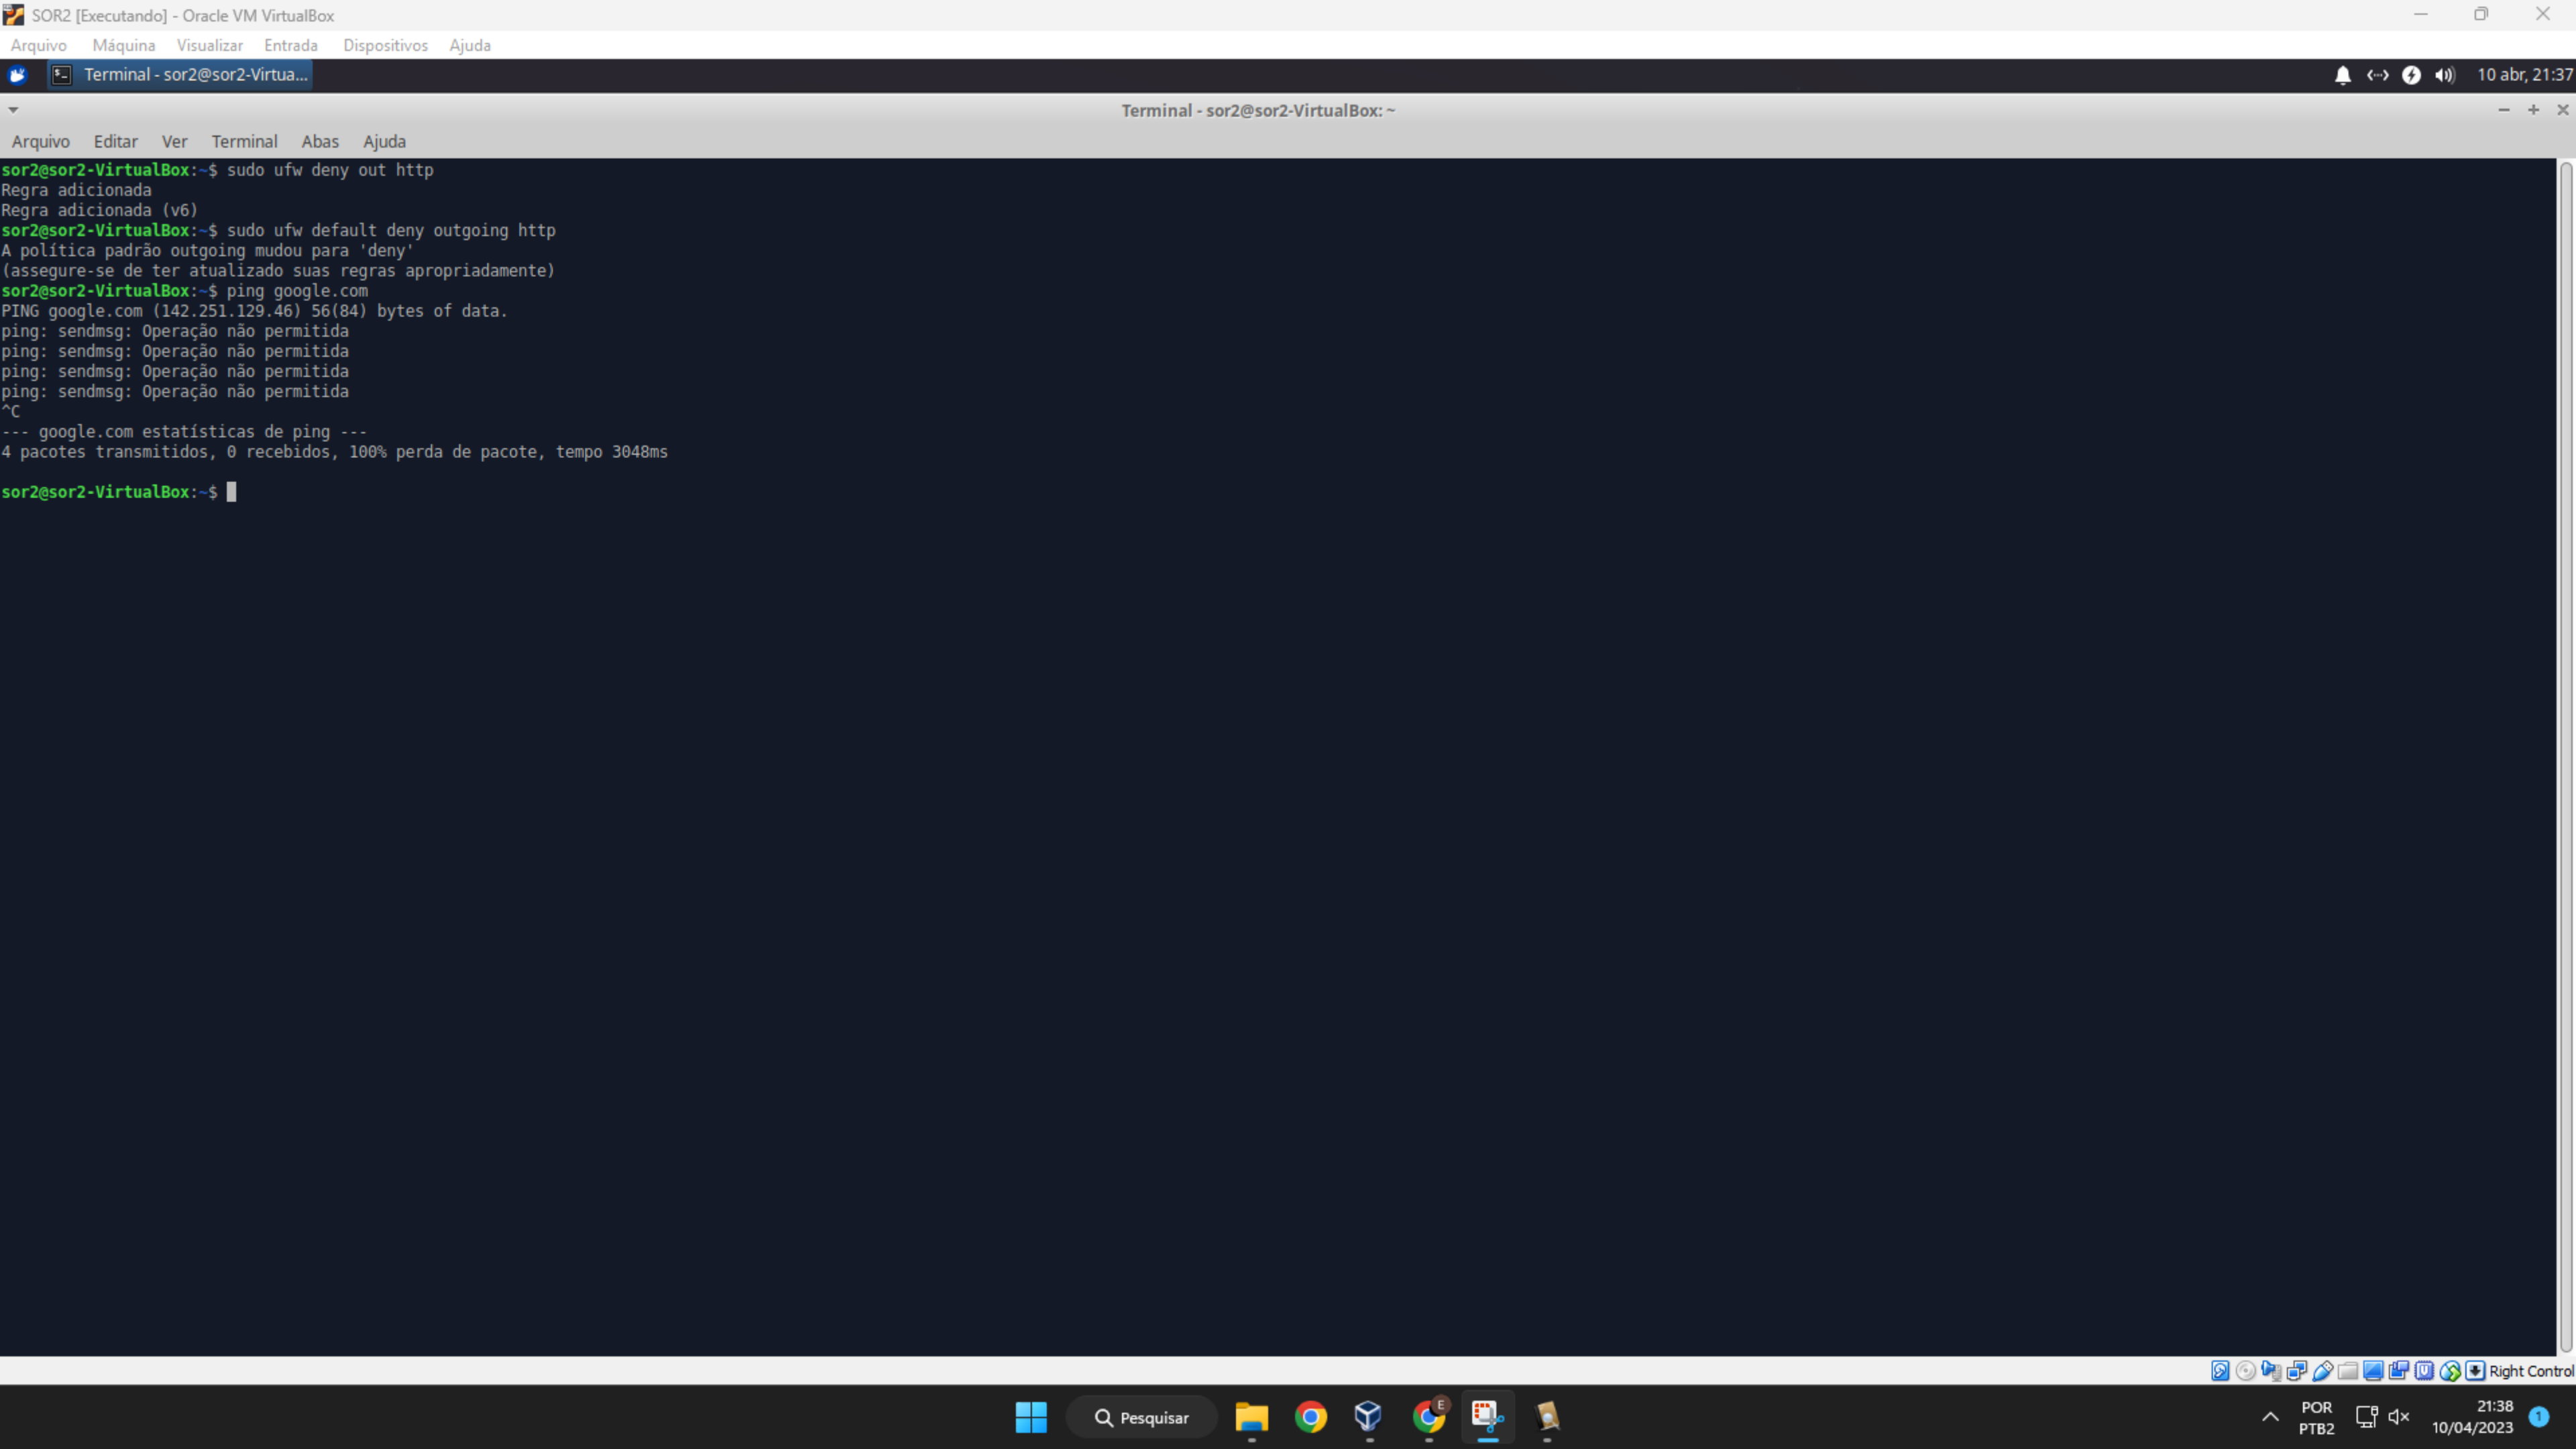 SOR2 [Executando] - Oracle VM VirtualBox
Arquivo Máquina Visualizar Entrada Dispositivos Ajuda
Terminal - sor2@sor2-Virtua...
10 abr, 21:37
Terminal - sor2@sor2-VirtualBox: ~
Arquivo Editar Ver Terminal Abas Ajuda
sor2@sor2-VirtualBox:~$ sudo ufw deny out http
Regra adicionada
Regra adicionada (v6)
sor2@sor2-VirtualBox:~$ sudo ufw default deny outgoing http
A política padrão outgoing mudou para 'deny'
(assegure-se de ter atualizado suas regras apropriadamente)
sor2@sor2-VirtualBox:~$ ping google.com
PING google.com (142.251.129.46) 56(84) bytes of data.
ping: sendmsg: Operação não permitida
ping: sendmsg: Operação não permitida
ping: sendmsg: Operação não permitida
ping: sendmsg: Operação não permitida
^C
--- google.com estatísticas de ping ---
4 pacotes transmitidos, 0 recebidos, 100% perda de pacote, tempo 3048ms
sor2@sor2-VirtualBox:~$
Right Control
Pesquisar
E
POR
PTB2
21:38
10/04/2023
1